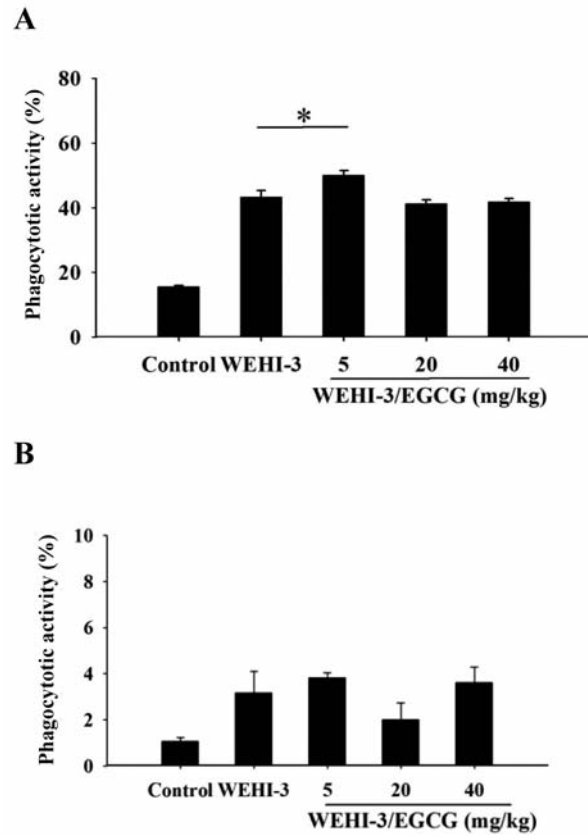 A
Phagocytotic activity (%)
80
60
40
20
0
*
Control WEHI-3 5 20 40
WEHI-3/EGCG (mg/kg)
B
Phagocytotic activity (%)
10
8
6
4
2
0
Control WEHI-3 5 20 40
WEHI-3/EGCG (mg/kg)